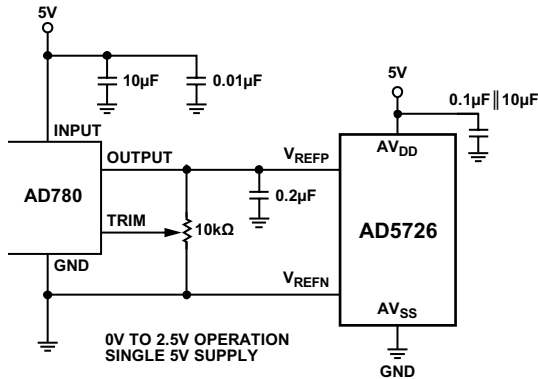 5V
10µF
0.01µF
5V
0.1µF║10µF
INPUT
OUTPUT
V_REFP
AV_DD
AD780
0.2µF
TRIM
10kΩ
AD5726
GND
V_REFN
AV_SS
0V TO 2.5V OPERATION
SINGLE 5V SUPPLY
GND